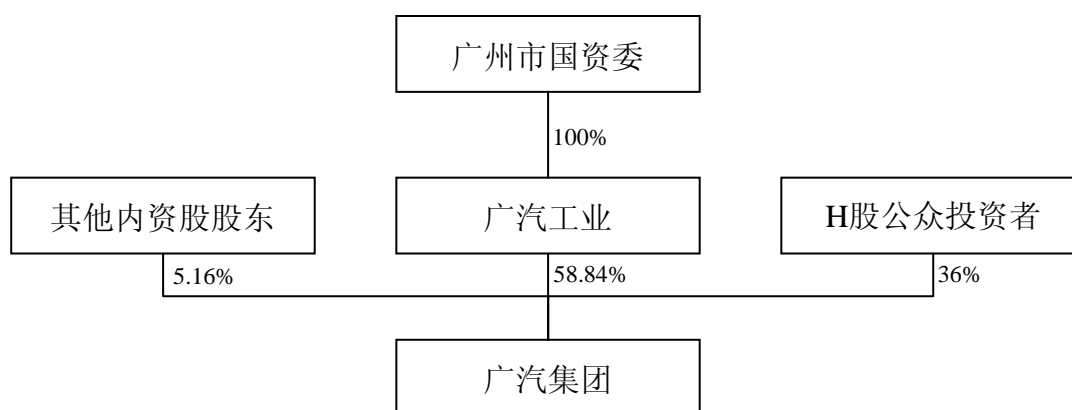 广州市国资委
100%
其他内资股股东
广汽工业
H股公众投资者
5.16%
58.84%
36%
广汽集团